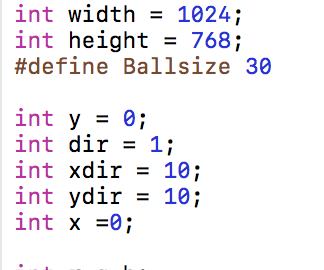 int width = 1024;
int height = 768;
#define Ballsize 30
int y = 0;
int dir = 1;
int xdir = 10;
int ydir = 10;
int x =0;